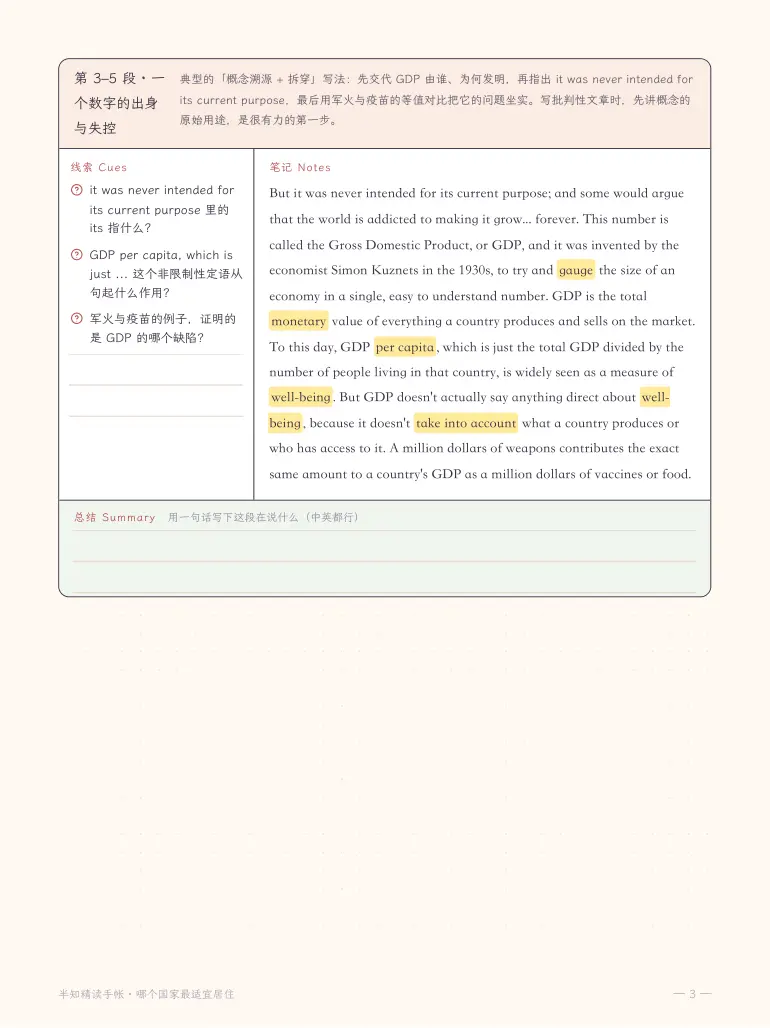 第 3–5 段·一
个数字的出身
与失控
典型的「概念溯源 + 拆穿」写法：先交代 GDP 由谁、为何发明，再指出 it was never intended for
its current purpose，最后用军火与疫苗的等值对比把它的问题坐实。写批判性文章时，先讲概念的
原始用途，是很有力的第一步。
线索 Cues
it was never intended for
its current purpose 里的
its 指什么？
GDP per capita, which is
just … 这个非限制性定语从
句起什么作用？
军火与疫苗的例子，证明的
是 GDP 的哪个缺陷？
笔记 Notes
But it was never intended for its current purpose; and some would argue
that the world is addicted to making it grow... forever. This number is
called the Gross Domestic Product, or GDP, and it was invented by the
economist Simon Kuznets in the 1930s, to try and gauge the size of an
economy in a single, easy to understand number. GDP is the total
monetary value of everything a country produces and sells on the market.
To this day, GDP per capita, which is just the total GDP divided by the
number of people living in that country, is widely seen as a measure of
well-being. But GDP doesn't actually say anything direct about well-
being, because it doesn't take into account what a country produces or
who has access to it. A million dollars of weapons contributes the exact
same amount to a country's GDP as a million dollars of vaccines or food.
总结 Summary 用一句话写下这段在说什么（中英都行）
半知精读手帐·哪个国家最适宜居住
— 3 —